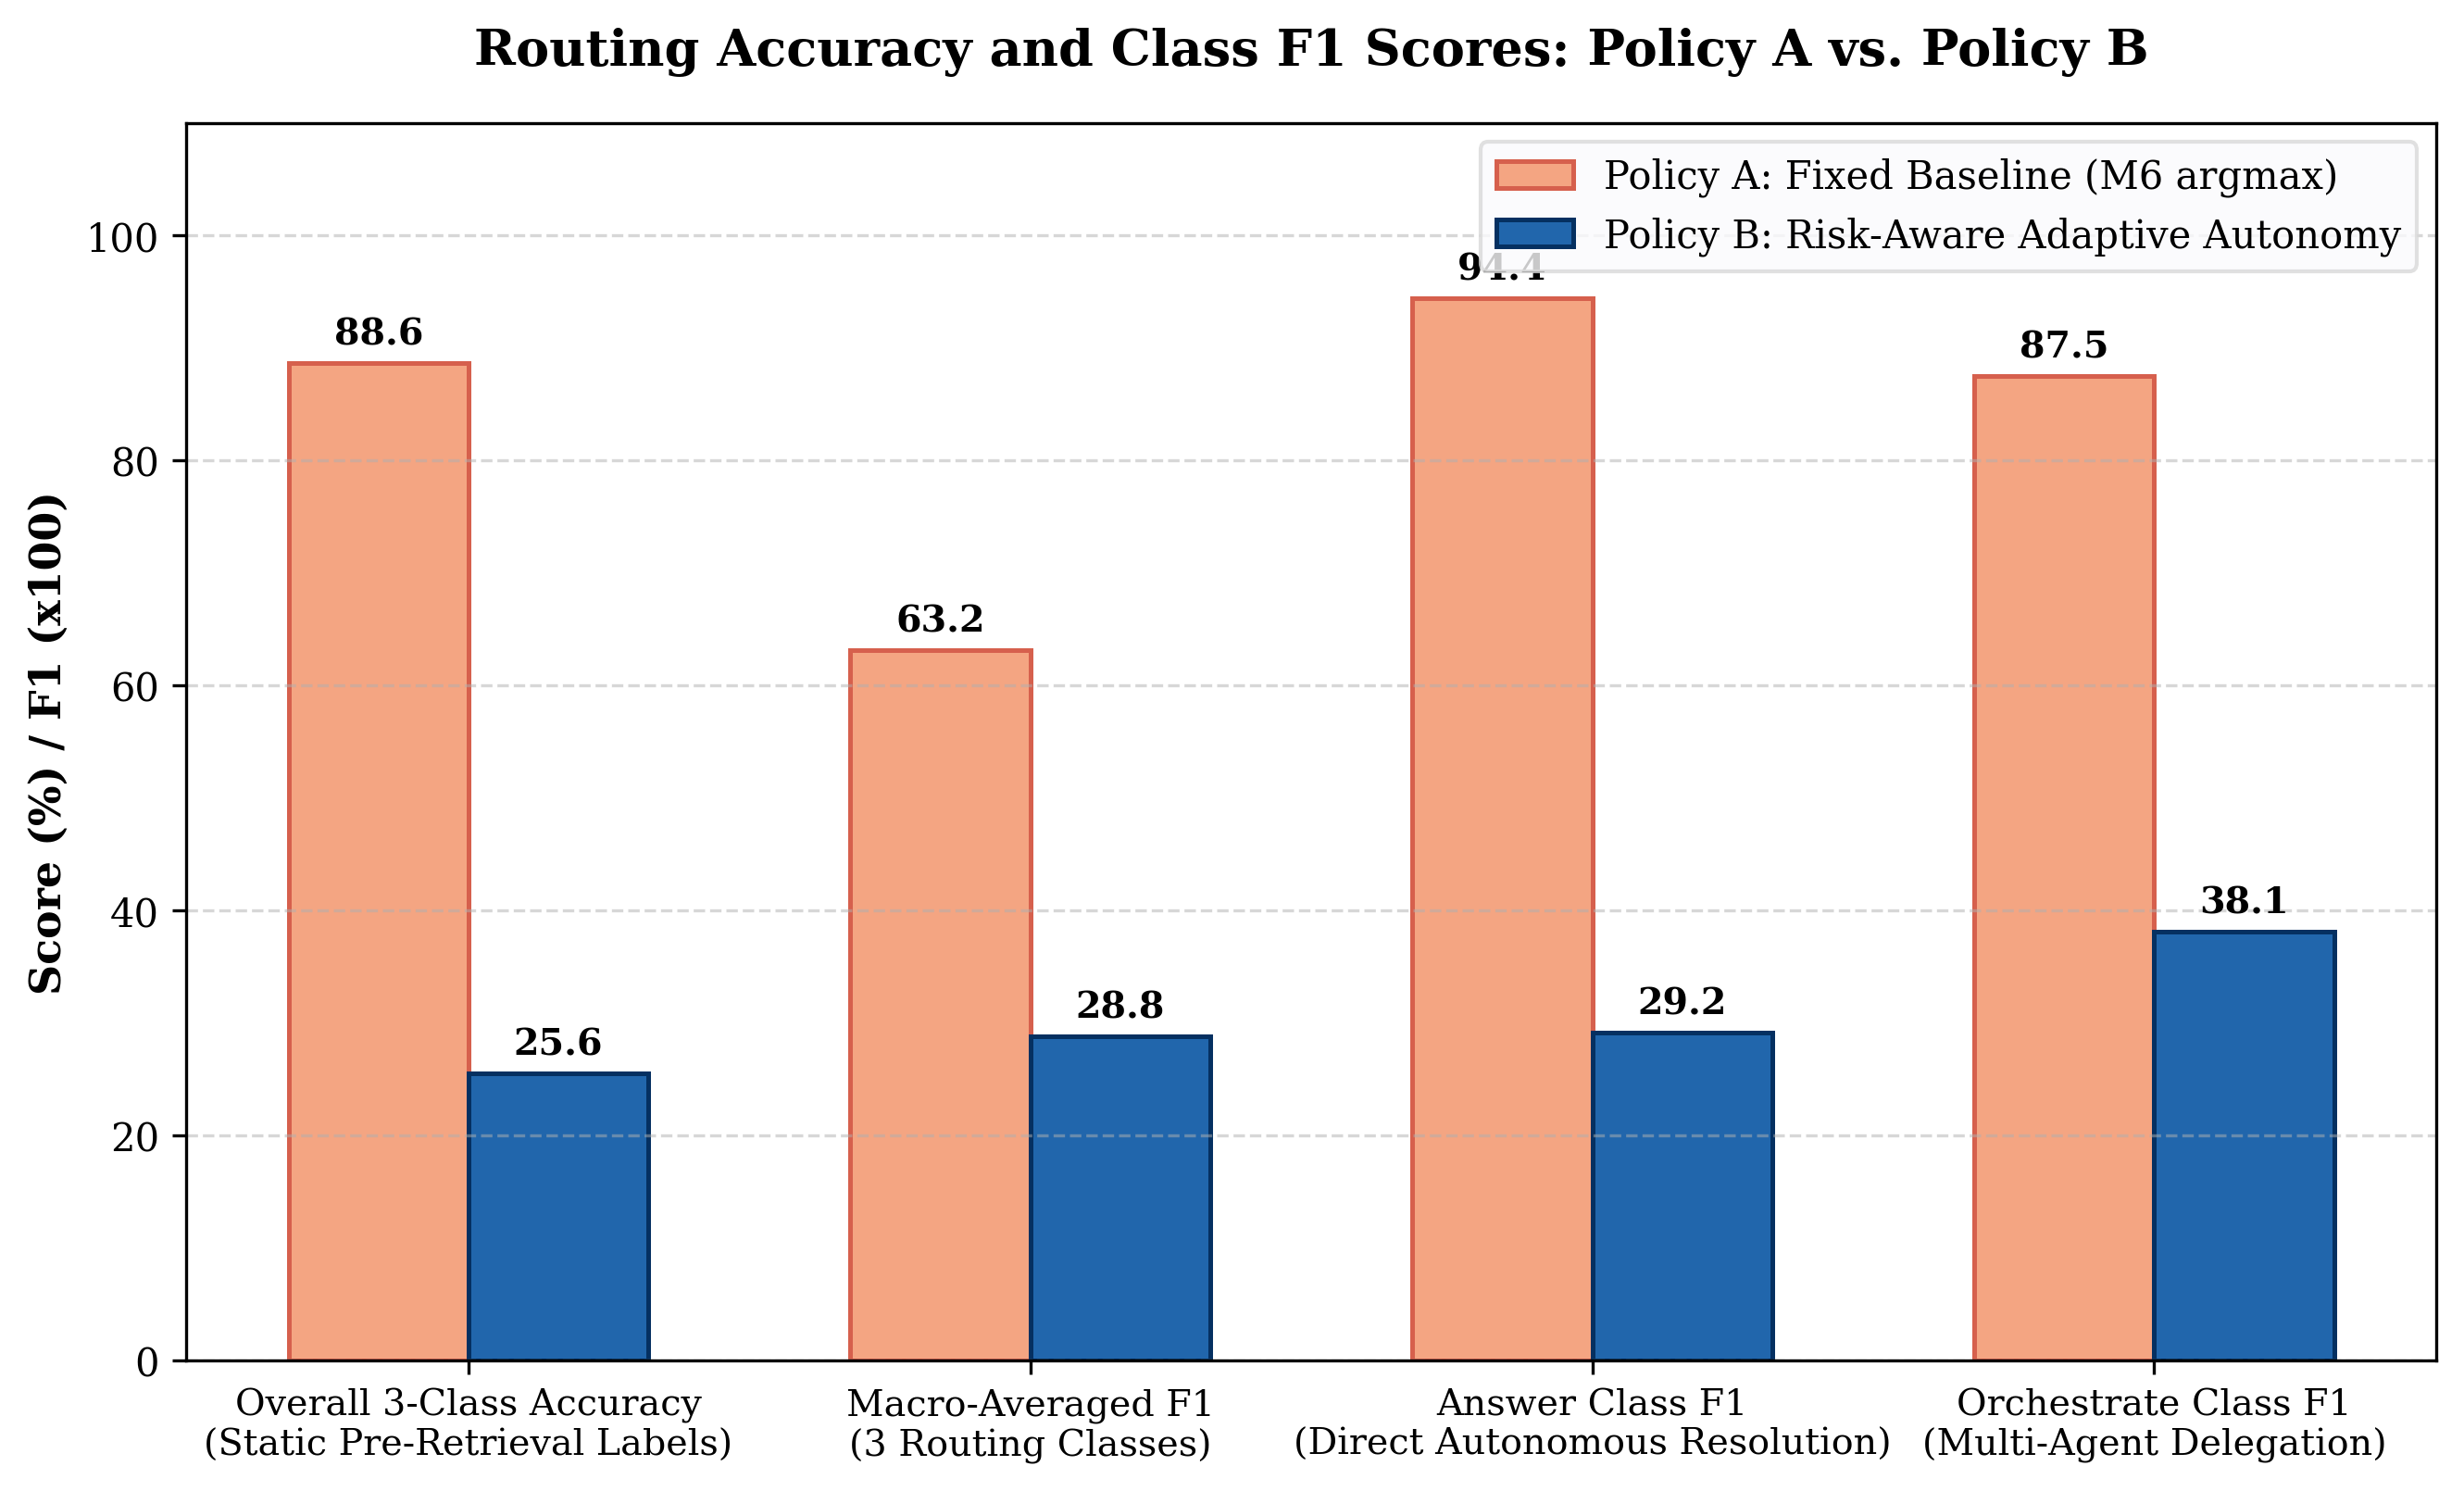 Routing Accuracy and Class F1 Scores: Policy A vs. Policy B
Policy A: Fixed Baseline (M6 argmax)
Policy B: Risk-Aware Adaptive Autonomy
Score (%) / F1 (x100)
100
80
60
40
20
0
88.6
25.6
63.2
28.8
94.4
29.2
87.5
38.1
Overall 3-Class Accuracy
(Static Pre-Retrieval Labels)
Macro-Averaged F1
(3 Routing Classes)
Answer Class F1
(Direct Autonomous Resolution)
Orchestrate Class F1
(Multi-Agent Delegation)